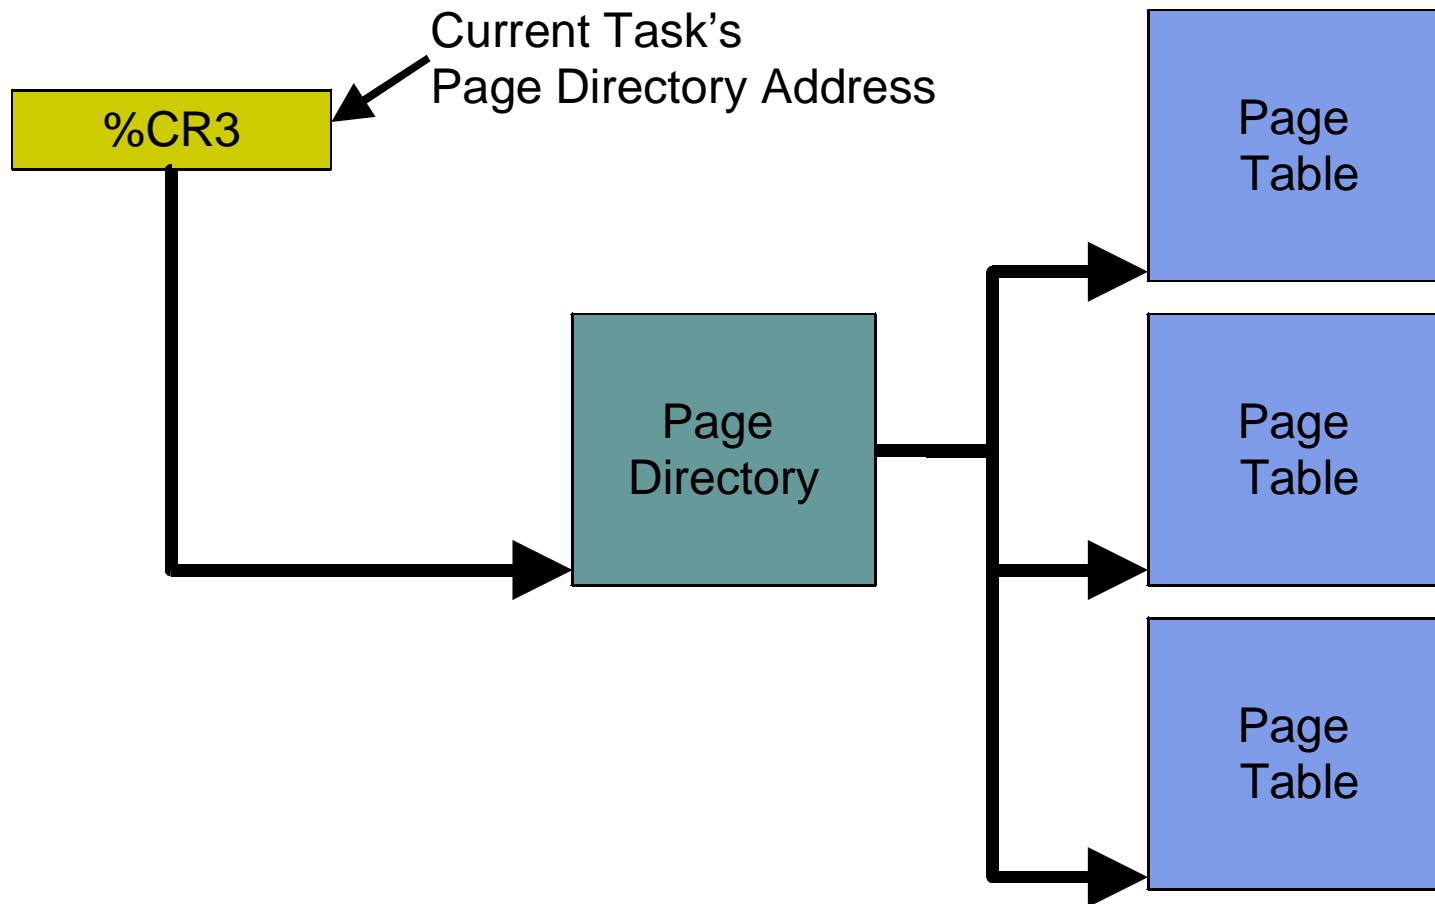 Current Task’s
Page Directory Address
%CR3
Page
Table
Page
Directory
Page
Table
Page
Table